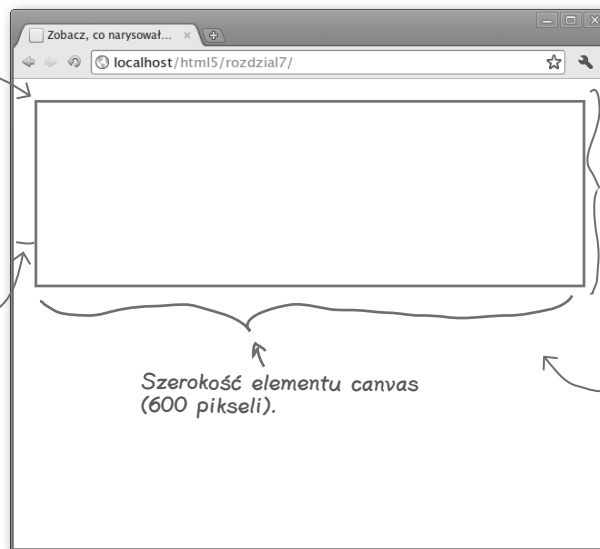 Zobacz, co narysował...
localhost/html5/rozdzial7/
Szerokość elementu canvas
(600 pikseli).